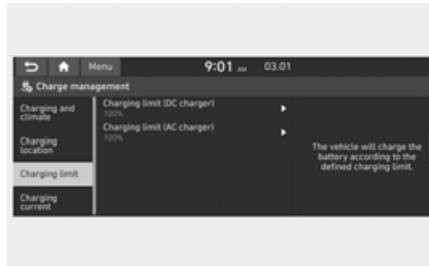 Menu
9:01 AM
03.01
Charge management
Charging and
climate
Charging
location
Charging limit
Charging
current
Charging limit (DC charger)
100%
Charging limit (AC charger)
100%
The vehicle will charge the
battery according to the
defined charging limit.